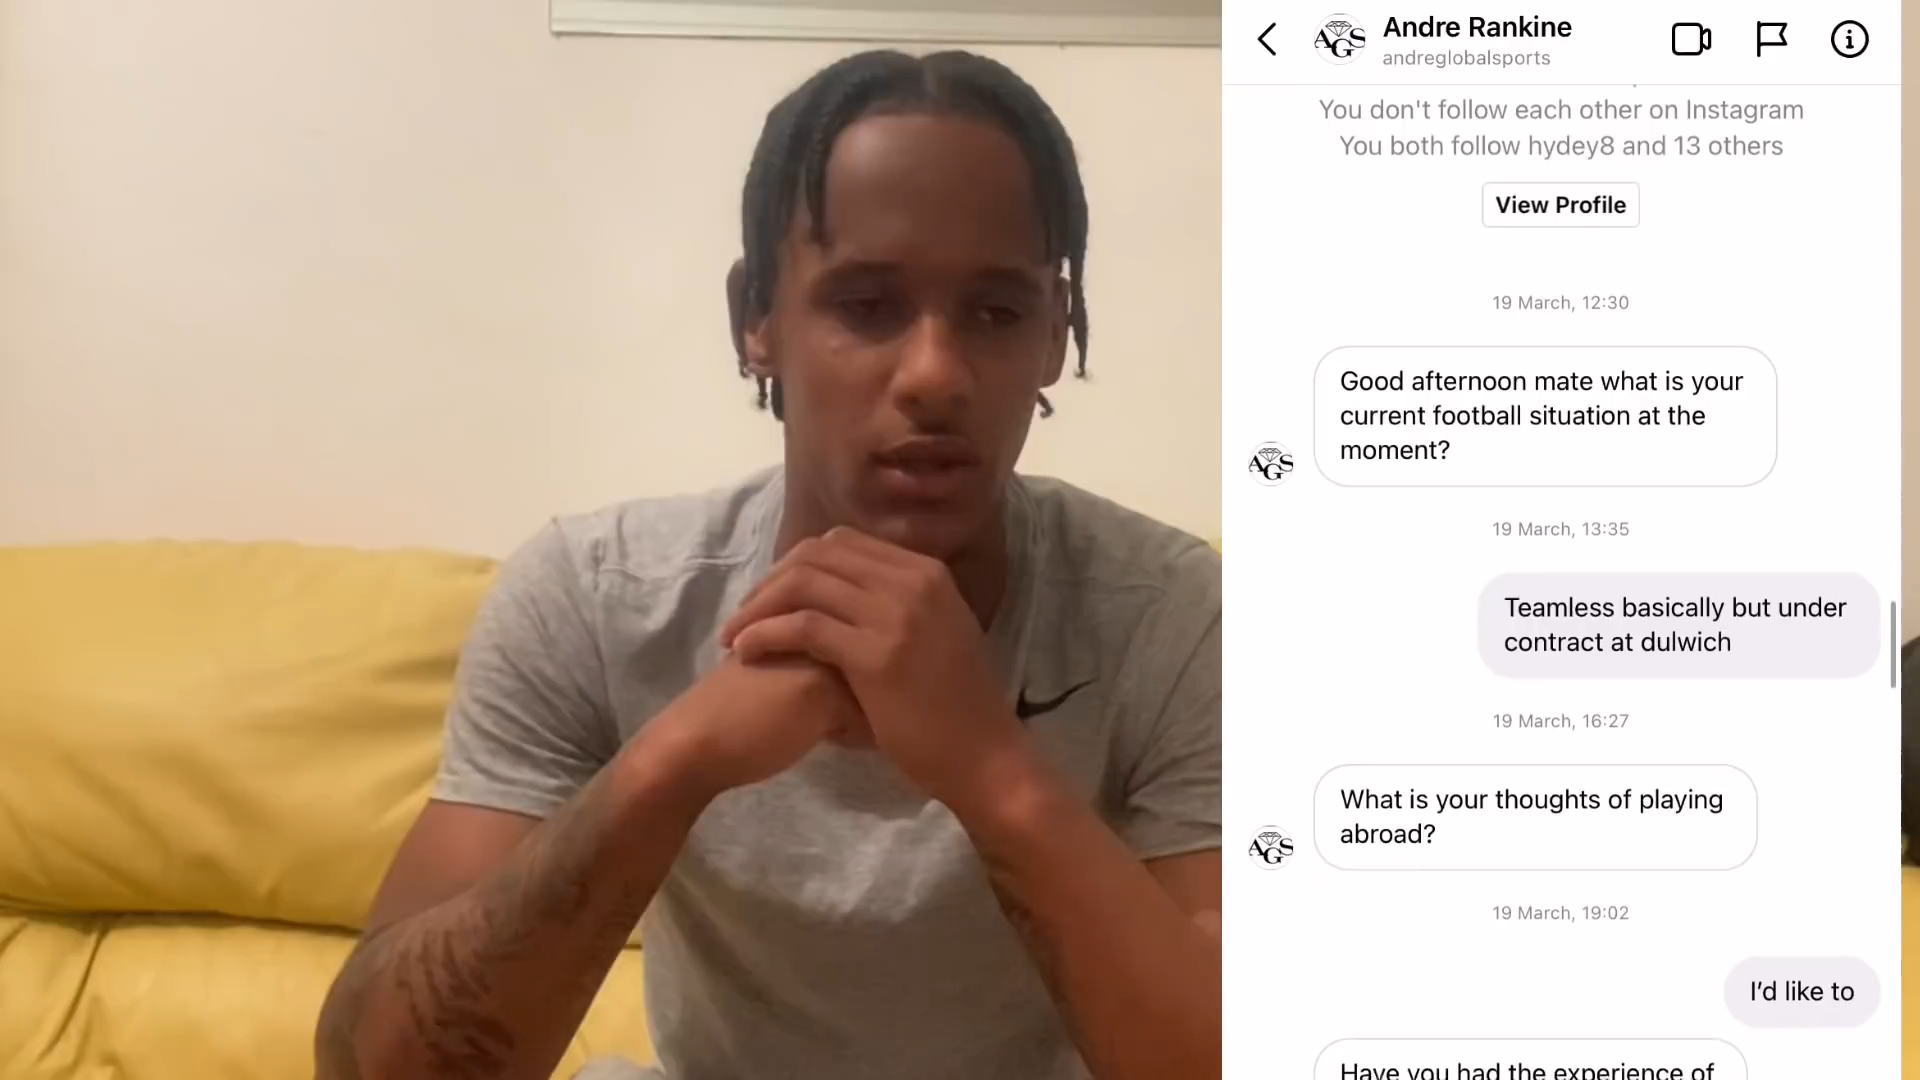 Andre Rankine
andreglobalsports
You don't follow each other on Instagram
You both follow hydey8 and 13 others
View Profile
19 March, 12:30
Good afternoon mate what is your
current football situation at the
moment?
AGS
19 March, 13:35
Teamless basically but under
contract at dulwich
19 March, 16:27
What is your thoughts of playing
abroad?
AGS
19 March, 19:02
I'd like to
Have you had the experience of